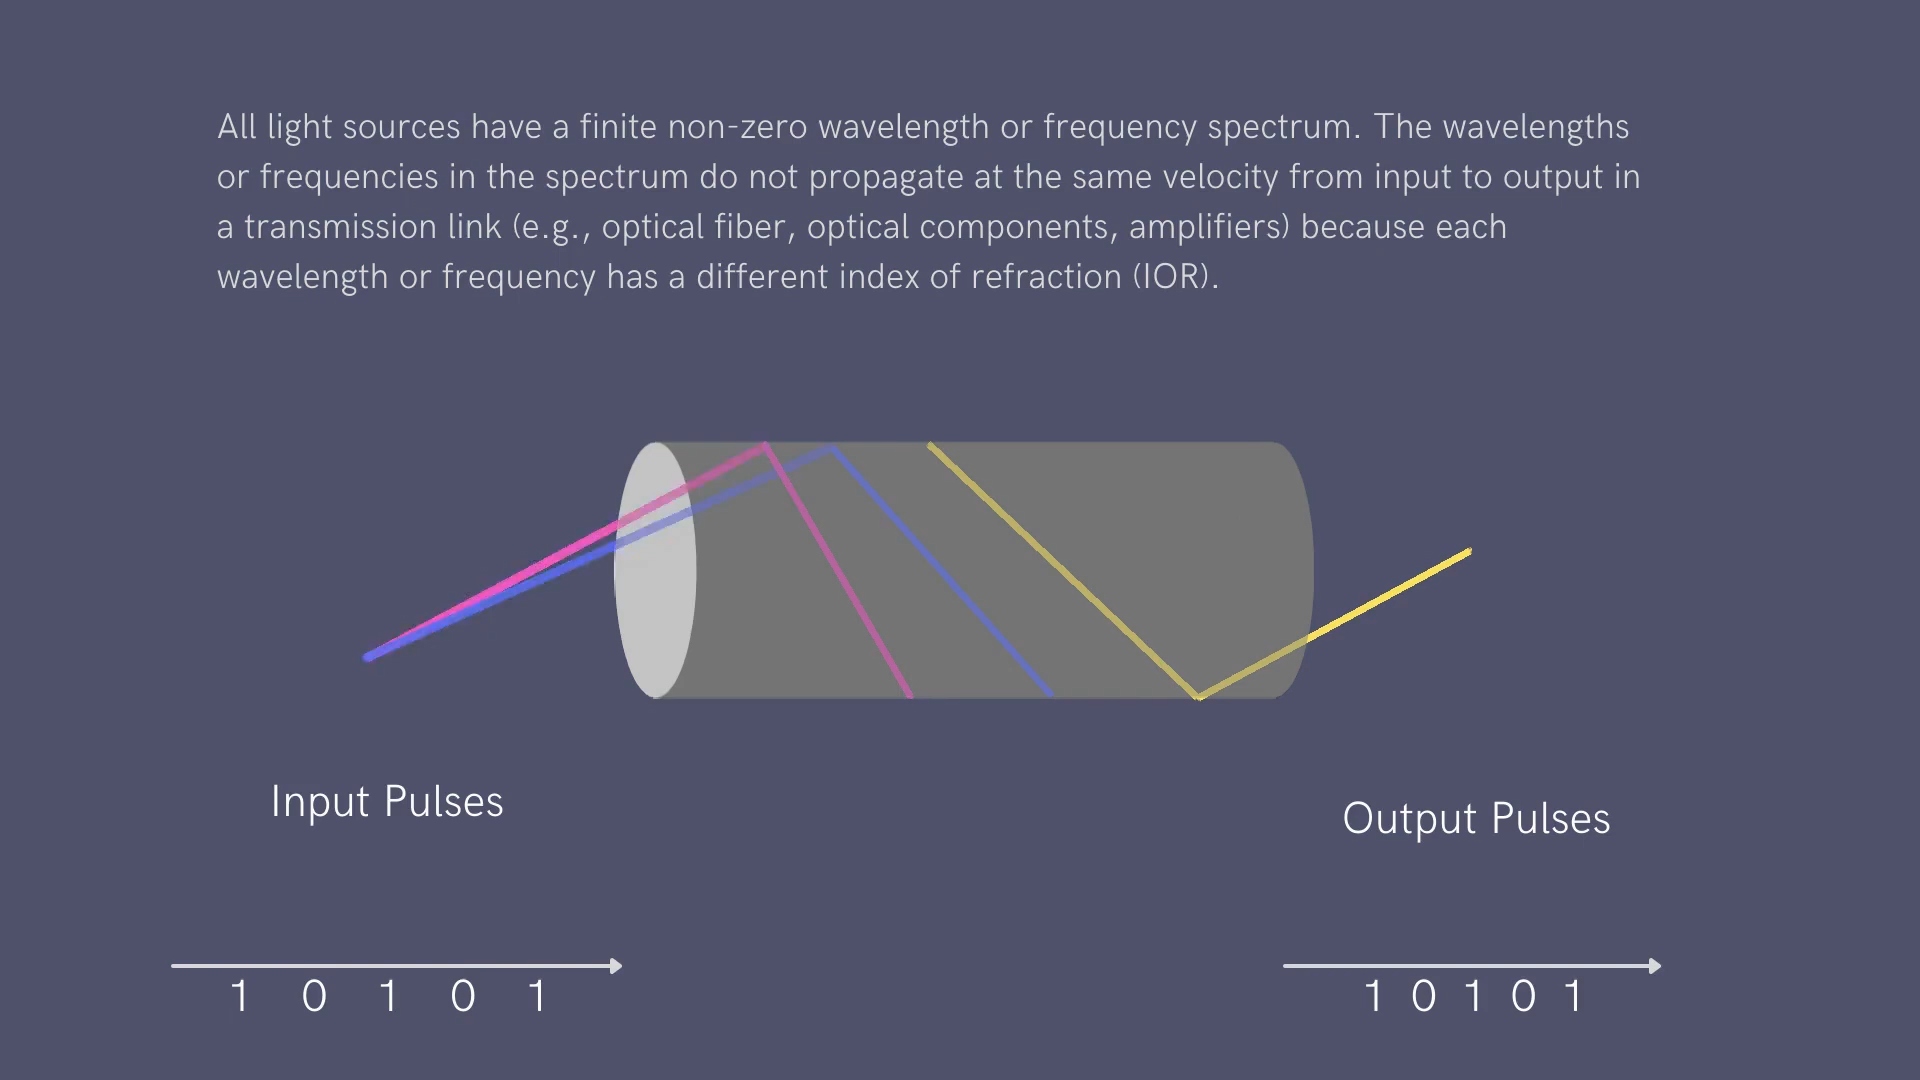 All light sources have a finite non-zero wavelength or frequency spectrum. The wavelengths
or frequencies in the spectrum do not propagate at the same velocity from input to output in
a transmission link (e.g., optical fiber, optical components, amplifiers) because each
wavelength or frequency has a different index of refraction (IOR).
Input Pulses
Output Pulses
1 0 1 0 1
1 0 1 0 1